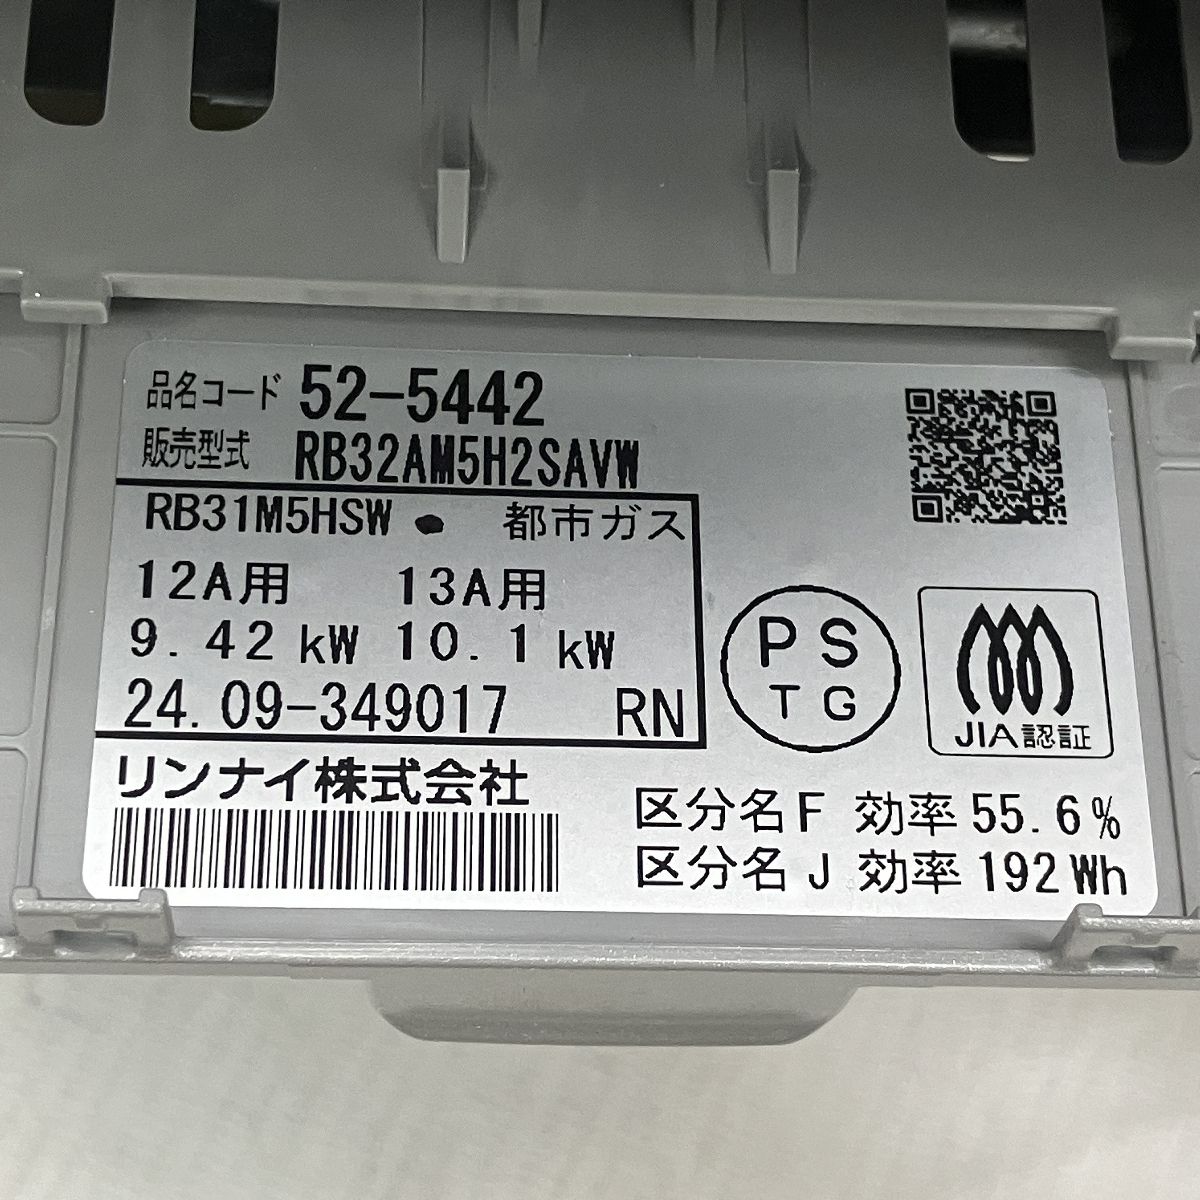 品名コード 52-5442
販売型式 RB32AM5H2SAVW
RB31M5HSW ● 都市ガス
12A用 13A用
9.42 kW 10.1 kW
24.09-349017 RN
リンナイ株式会社
PS
TG
JIA認証
区分名F 効率 55.6%
区分名J 効率 192Wh